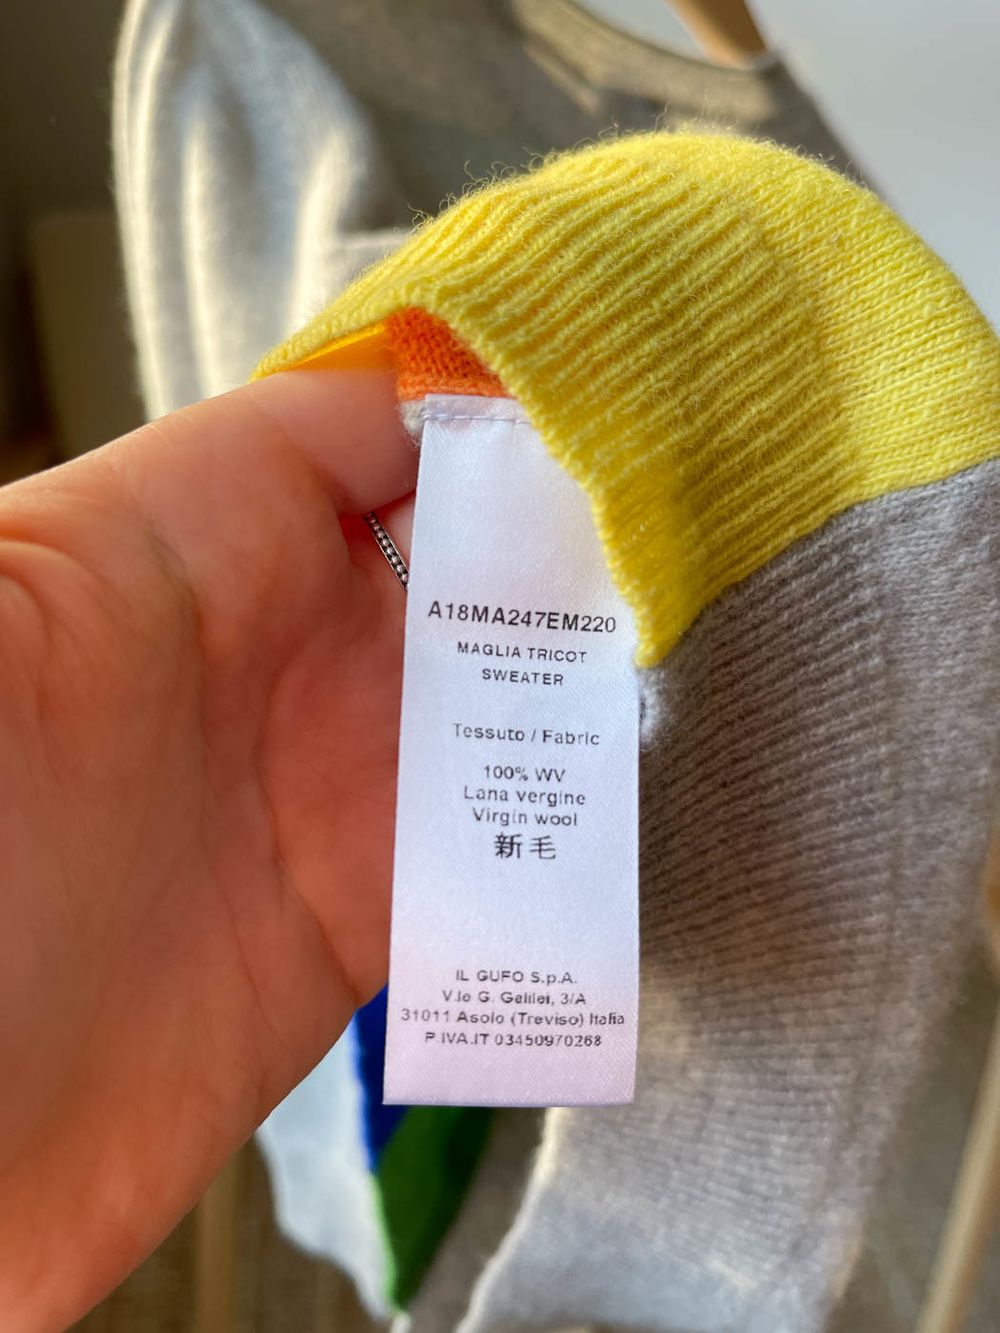 A18MA247EM220
MAGLIA TRICOT
SWEATER
Tessuto / Fabric
100% WV
Lana vergine
Virgin wool
新毛
IL GUFO S.p.A.
V.le G. Galilei, 3/A
31011 Asolo (Treviso) Italia
P.IVA.IT 03450970268